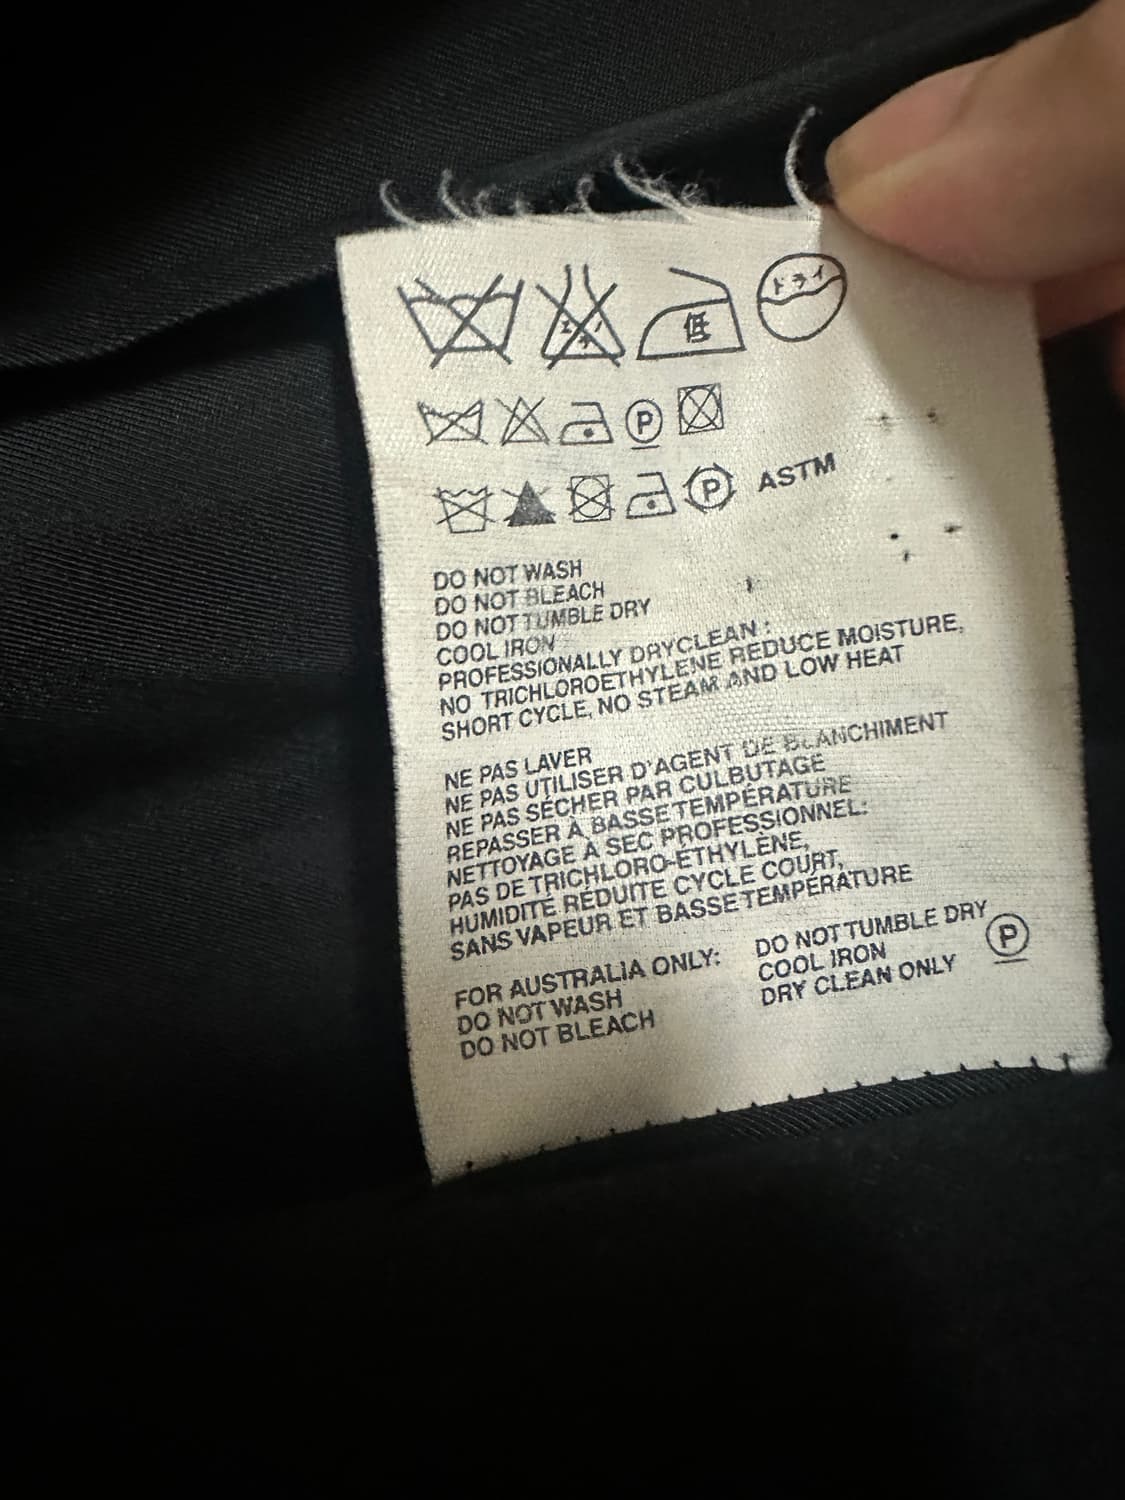 エンソ
低
ドライ
P
P ASTM
DO NOT WASH
DO NOT BLEACH
DO NOT TUMBLE DRY
COOL IRON
PROFESSIONALLY DRYCLEAN :
NO TRICHLOROETHYLENE REDUCE MOISTURE,
SHORT CYCLE, NO STEAM AND LOW HEAT
NE PAS LAVER
NE PAS UTILISER D'AGENT DE BLANCHIMENT
NE PAS SÉCHER PAR CULBUTAGE
REPASSER À BASSE TEMPÉRATURE
NETTOYAGE À SEC PROFESSIONNEL:
PAS DE TRICHLORO-ÉTHYLÈNE,
HUMIDITÉ RÉDUITE CYCLE COURT,
SANS VAPEUR ET BASSE TEMPÉRATURE
FOR AUSTRALIA ONLY:
DO NOT WASH
DO NOT BLEACH
DO NOT TUMBLE DRY
COOL IRON
DRY CLEAN ONLY
P